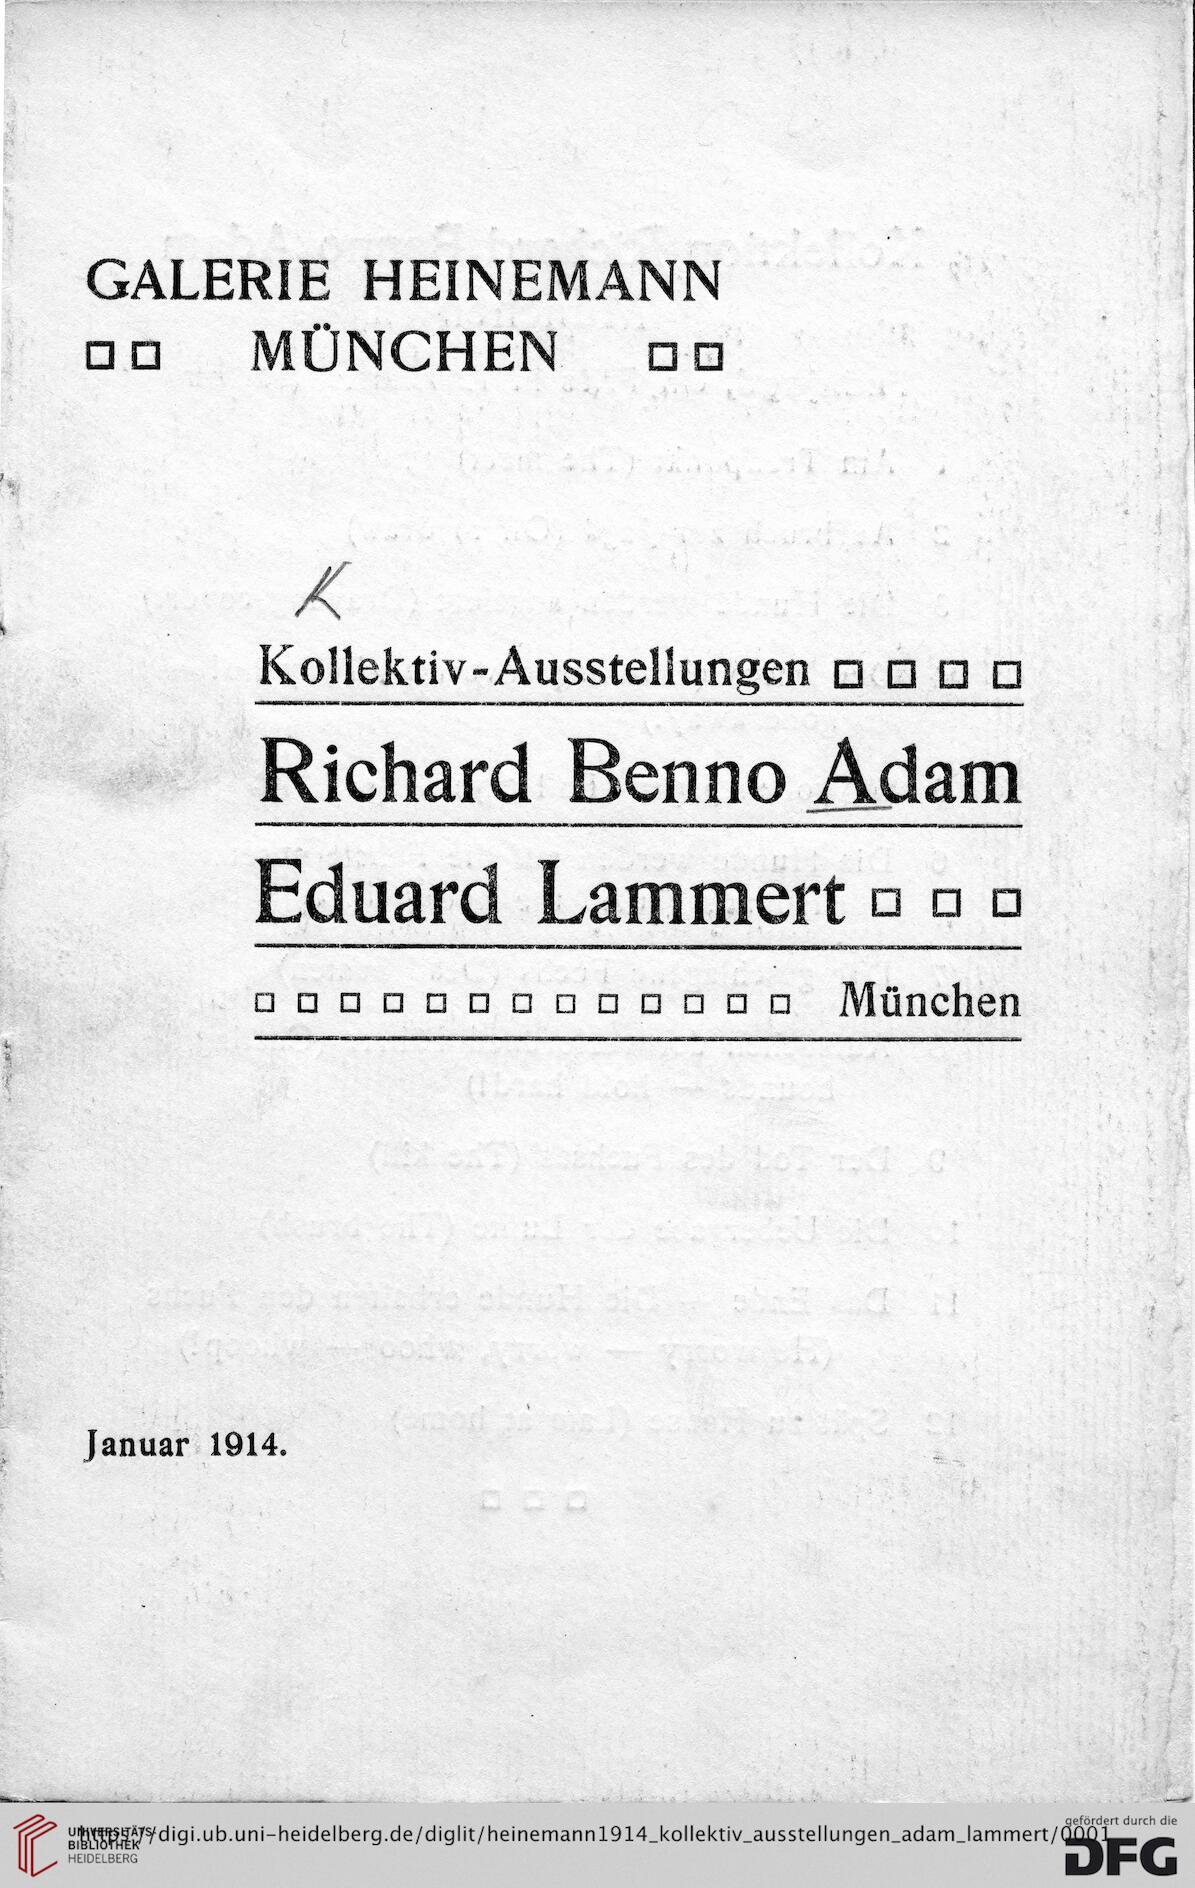 GALERIE HEINEMANN
□ □ MÜNCHEN □ □
K
Kollektiv-Ausstellungen □ □ □ □
Richard Benno Adam
Eduard Lammert □ □ □
□ □ □ □ □ □ □ □ □ □ □ □ □ München
Januar 1914.
UNIVERSITÄTS-
BIBLIOTHEK
HEIDELBERG
https://digi.ub.uni-heidelberg.de/diglit/heinemann1914_kollektiv_ausstellungen_adam_lammert/0001
gefördert durch die
DFG